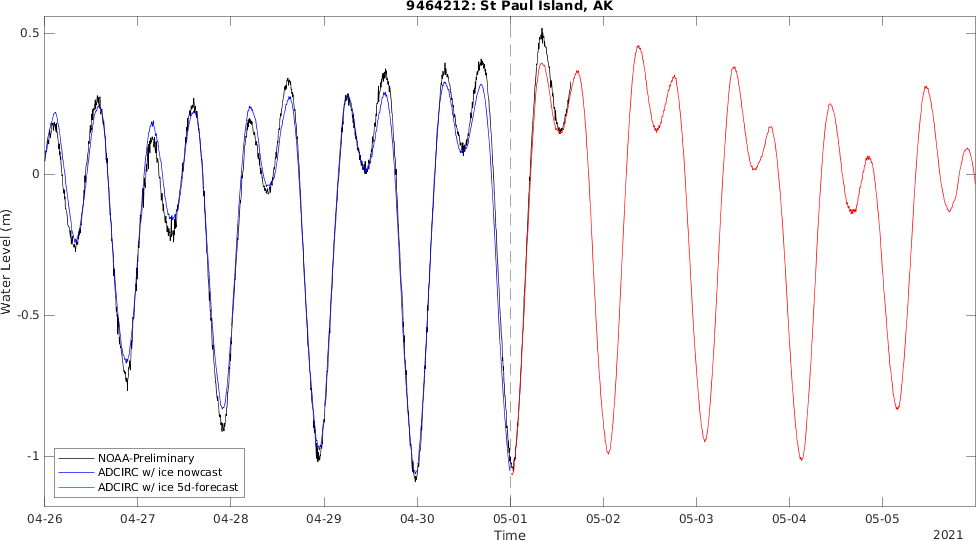 9464212: St Paul Island, AK
0.5
0
-0.5
-1
Water Level (m)
NOAA-Preliminary
ADCIRC w/ ice nowcast
ADCIRC w/ ice 5d-forecast
04-26 04-27 04-28 04-29 04-30 05-01 05-02 05-03 05-04 05-05
Time
2021